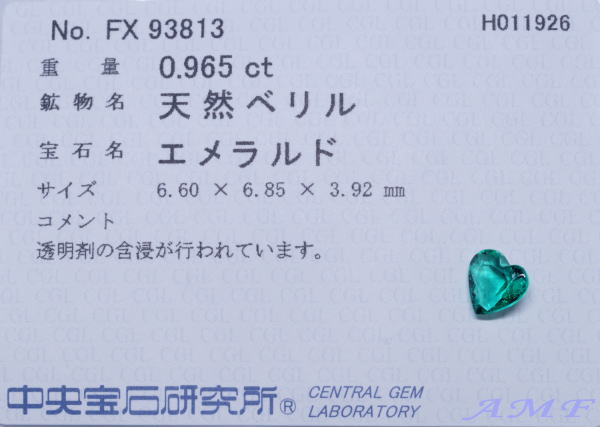 No. FX 93813
H011926
重 量 0.965 ct
鉱 物 名 天然ベリル
宝 石 名 エメラルド
サ イ ズ 6.60 × 6.85 × 3.92 mm
コメント
透明剤の含浸が行われています。
中央宝石研究所® CENTRAL GEM
LABORATORY
AMF